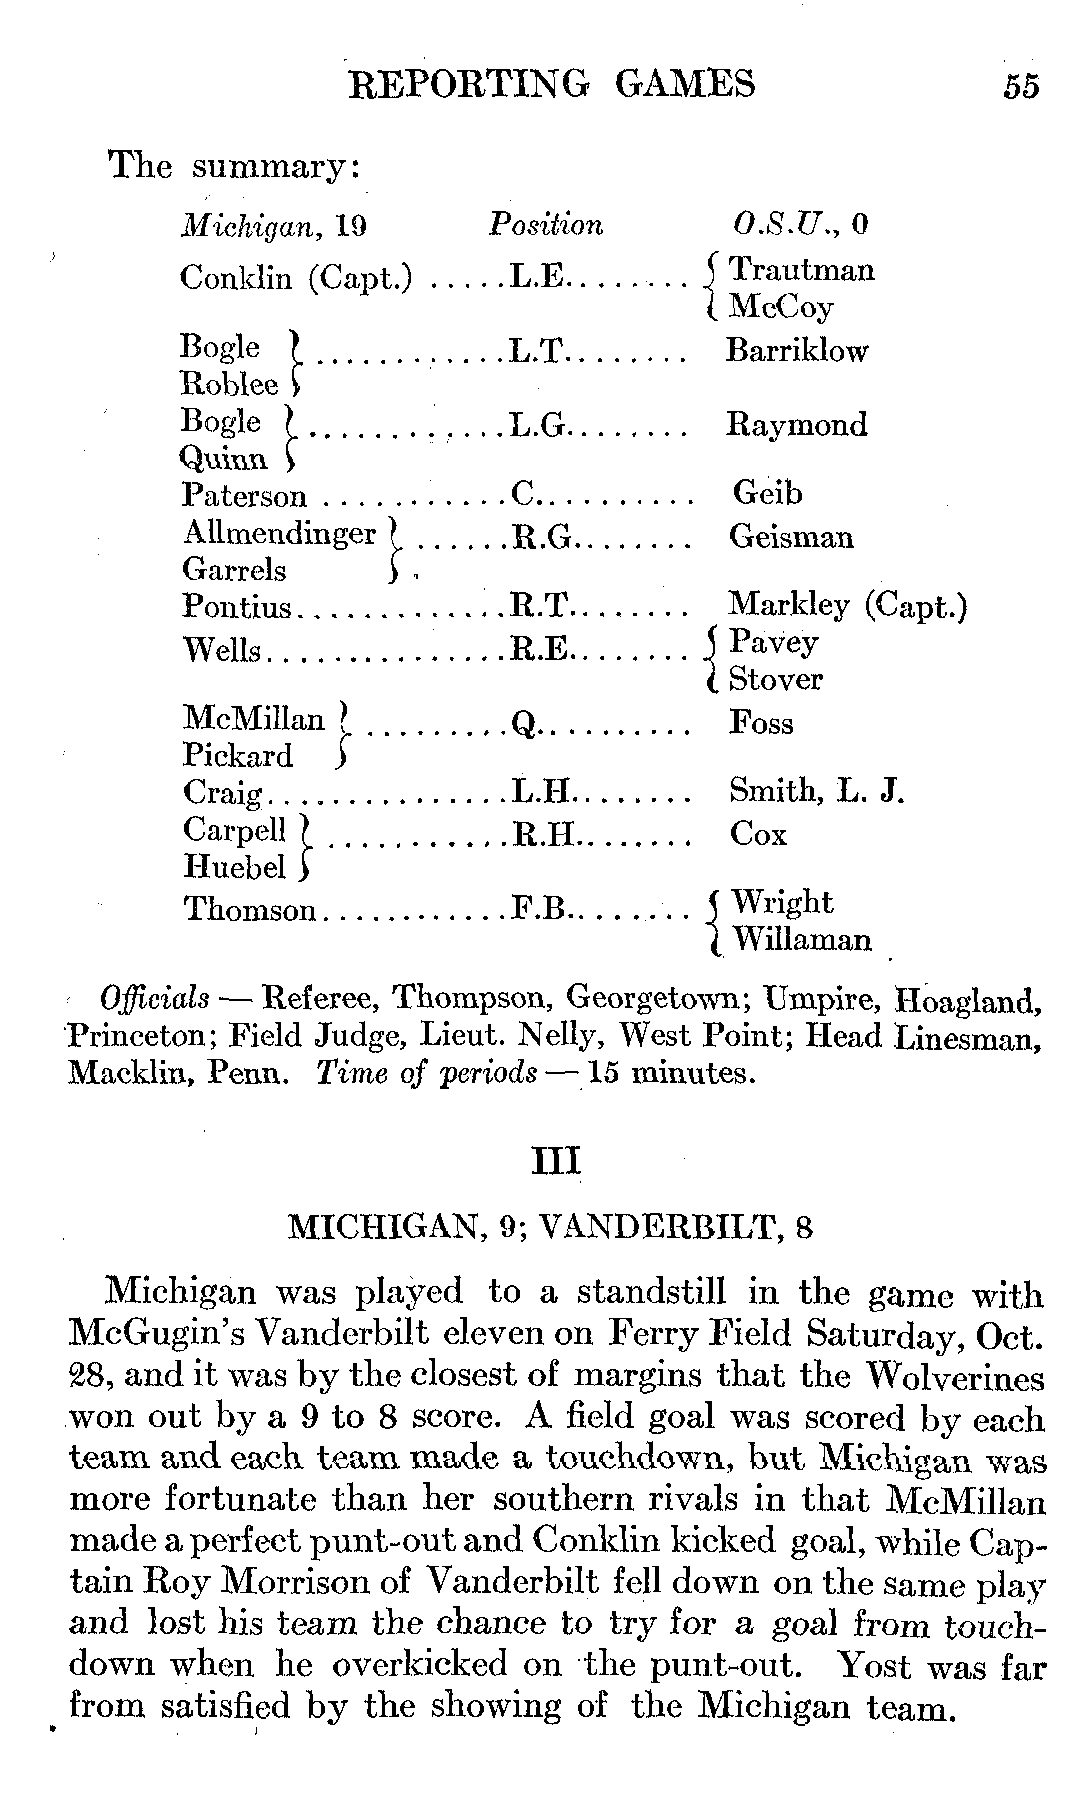 REPORTING GAMES 55
The summary:
Michigan, 19 Position O.S.U., 0
Conklin (Capt.) .....L.E........ { Trautman
McCoy
Bogle } ............L.T........ Barriklow
Roblee
Bogle } ............L.G........ Raymond
Quinn
Paterson ............C.......... Geib
Allmendinger } ......R.G........ Geisman
Garrels
Pontius.............R.T........ Markley (Capt.)
Wells...............R.E........ { Pavey
Stover
McMillan } .........Q.......... Foss
Pickard
Craig...............L.H........ Smith, L. J.
Carpell } ............R.H........ Cox
Huebel
Thomson............F.B........ { Wright
Willaman
Officials — Referee, Thompson, Georgetown; Umpire, Hoagland,
Princeton; Field Judge, Lieut. Nelly, West Point; Head Linesman,
Macklin, Penn. Time of periods — 15 minutes.
III
MICHIGAN, 9; VANDERBILT, 8
Michigan was played to a standstill in the game with
McGugin's Vanderbilt eleven on Ferry Field Saturday, Oct.
28, and it was by the closest of margins that the Wolverines
won out by a 9 to 8 score. A field goal was scored by each
team and each team made a touchdown, but Michigan was
more fortunate than her southern rivals in that McMillan
made a perfect punt-out and Conklin kicked goal, while Cap-
tain Roy Morrison of Vanderbilt fell down on the same play
and lost his team the chance to try for a goal from touch-
down when he overkicked on the punt-out. Yost was far
from satisfied by the showing of the Michigan team.